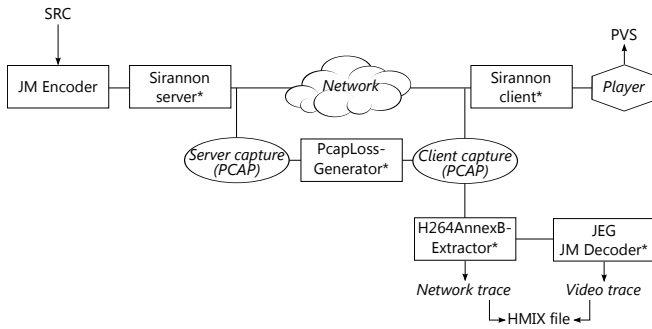 SRC
PVS
JM Encoder
Sirannon
server*
Network
Sirannon
client*
Player
Server capture
(PCAP)
PcapLoss-
Generator*
Client capture
(PCAP)
H264AnnexB-
Extractor*
JEG
JM Decoder*
Network trace
Video trace
HMIX file